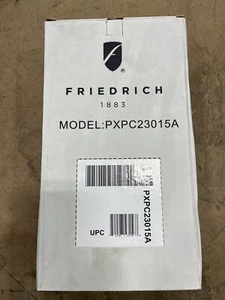 FRIEDRICH
1883
MODEL:PXPC23015A
PXPC23015A
UPC